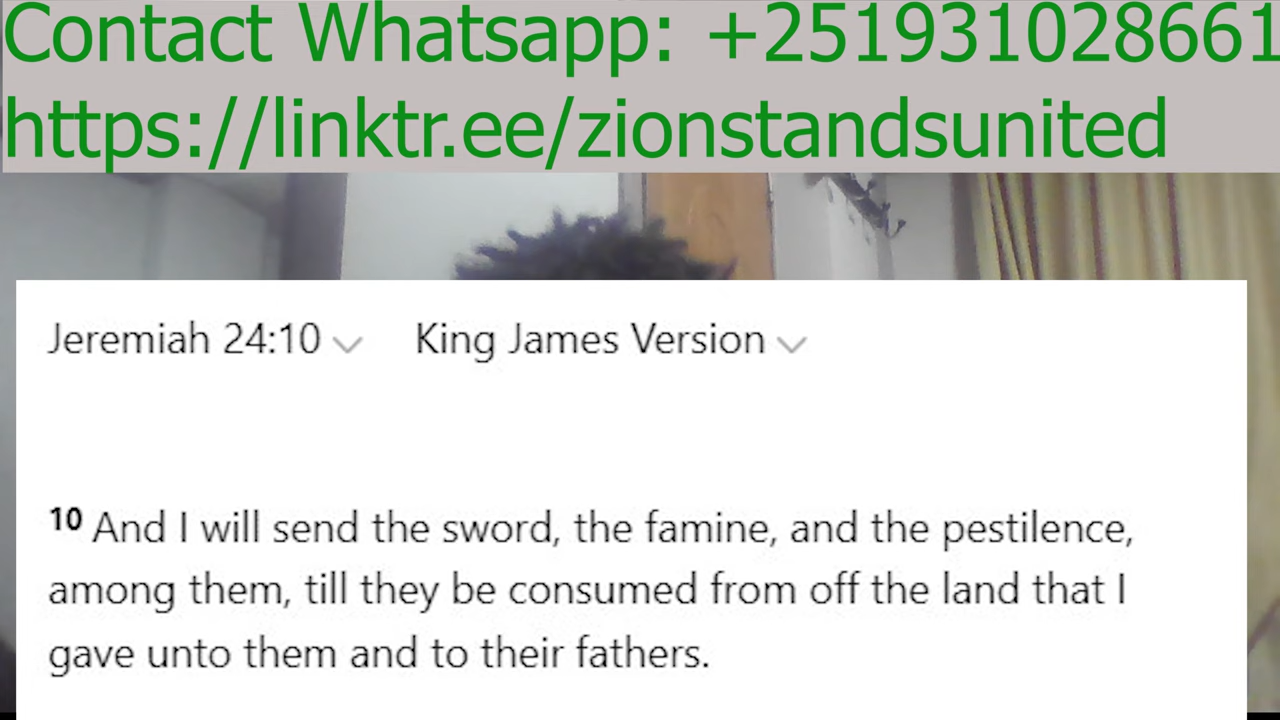 Contact Whatsapp: +251931028661
https://linktr.ee/zionstandsunited
Jeremiah 24:10 King James Version
10 And I will send the sword, the famine, and the pestilence,
among them, till they be consumed from off the land that I
gave unto them and to their fathers.